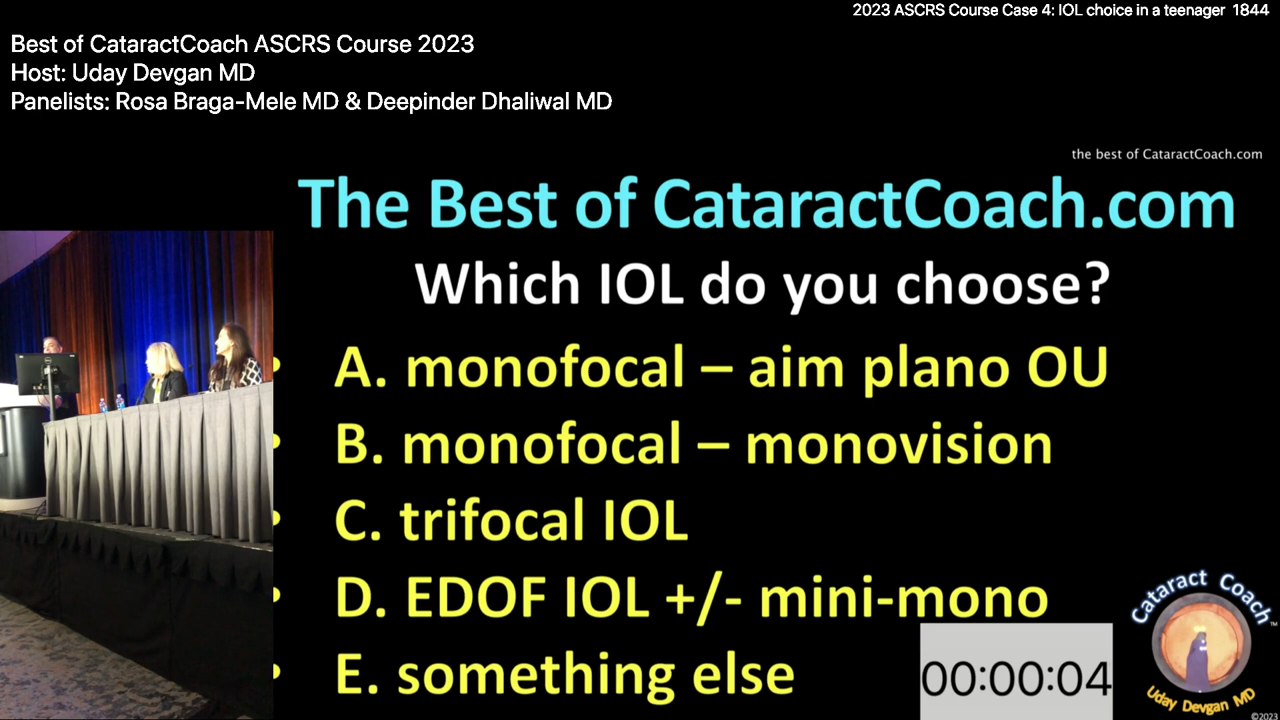 2023 ASCRS Course Case 4: IOL choice in a teenager 1844
Best of CataractCoach ASCRS Course 2023
Host: Uday Devgan MD
Panelists: Rosa Braga-Mele MD & Deepinder Dhaliwal MD
the best of CataractCoach.com
The Best of CataractCoach.com
Which IOL do you choose?
• A. monofocal – aim plano OU
• B. monofocal – monovision
• C. trifocal IOL
• D. EDOF IOL +/- mini-mono
• E. something else
00:00:04
Cataract Coach™
Uday Devgan MD
©2023